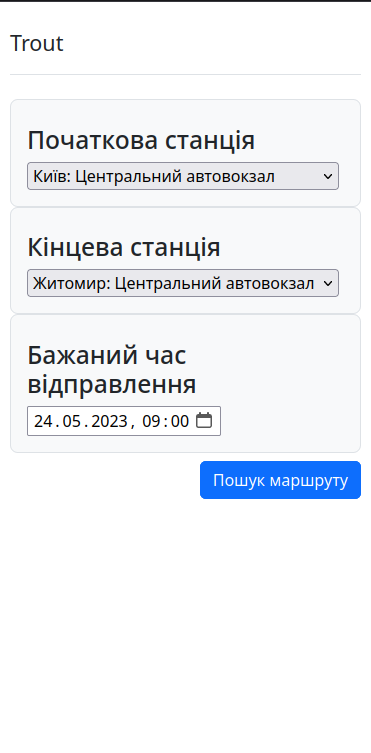 Trout
Початкова станція
Київ: Центральний автовокзал
Кінцева станція
Житомир: Центральний автовокзал
Бажаний час
відправлення
24.05.2023, 09:00
Пошук маршруту